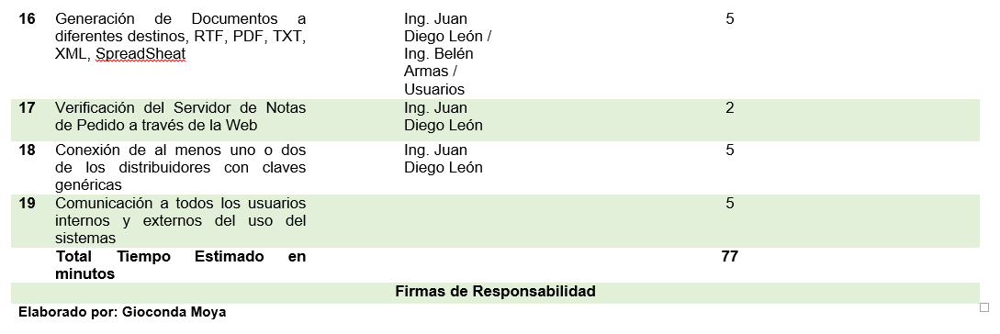 16 Generación de Documentos a Ing. Juan 5
diferentes destinos, RTF, PDF, TXT, Diego León /
XML, SpreadSheat Ing. Belén
Armas /
Usuarios
17 Verificación del Servidor de Notas Ing. Juan 2
de Pedido a través de la Web Diego León
18 Conexión de al menos uno o dos Ing. Juan 5
de los distribuidores con claves Diego León
genéricas
19 Comunicación a todos los usuarios 5
internos y externos del uso del
sistemas
Total Tiempo Estimado en 77
minutos
Firmas de Responsabilidad
Elaborado por: Gioconda Moya